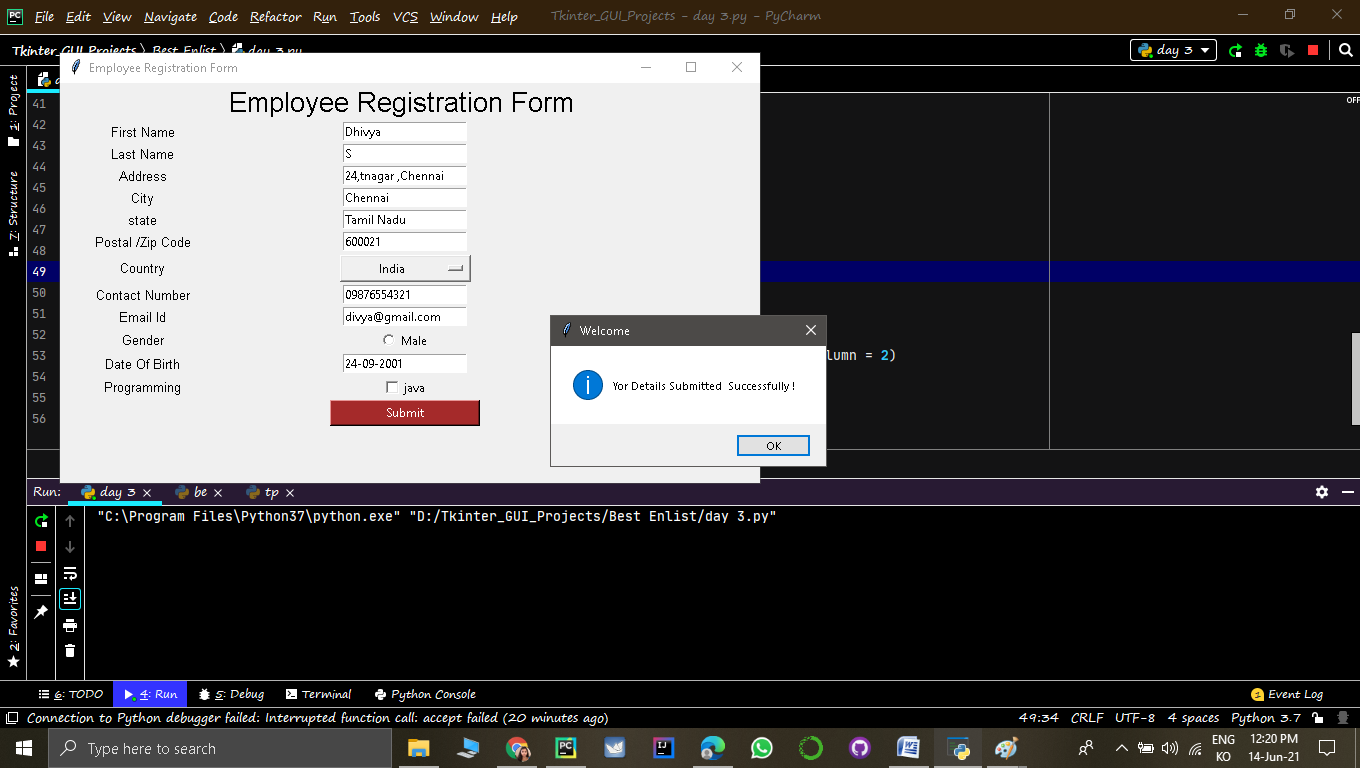 PC File Edit View Navigate Code Refactor Run Tools VCS Window Help Tkinter_GUI_Projects - day 3.py - PyCharm
Tkinter_GUI_Projects Best Enlist day 3.py day 3
Employee Registration Form
OFF
1: Project
7: Structure
2: Favorites
41
42
43
44
45
46
47
48
49
50
51
52
53
54
55
56
lumn = 2)
Employee Registration Form
First Name Dhivya
Last Name S
Address 24,tnagar ,Chennai
City Chennai
state Tamil Nadu
Postal /Zip Code 600021
Country India
Contact Number 09876554321
Email Id divya@gmail.com
Gender Male
Date Of Birth 24-09-2001
Programming java
Submit
Welcome
Yor Details Submitted Successfully !
OK
Run: day 3 be tp
"C:\Program Files\Python37\python.exe" "D:/Tkinter_GUI_Projects/Best Enlist/day 3.py"
6: TODO 4: Run 5: Debug Terminal Python Console 1 Event Log
Connection to Python debugger failed: Interrupted function call: accept failed (20 minutes ago) 49:34 CRLF UTF-8 4 spaces Python 3.7
Type here to search
ENG 12:20 PM
KO 14-Jun-21